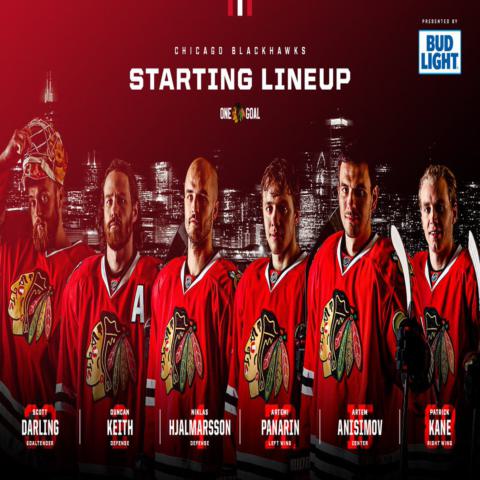 PRESENTED BY
BUD
LIGHT
CHICAGO BLACKHAWKS
STARTING LINEUP
ONE GOAL
A
SCOTT
DARLING
GOALTENDER
DUNCAN
KEITH
DEFENSE
NIKLAS
HJALMARSSON
DEFENSE
ARTEMI
PANARIN
LEFT WING
ARTEM
ANISIMOV
CENTER
PATRICK
KANE
RIGHT WING